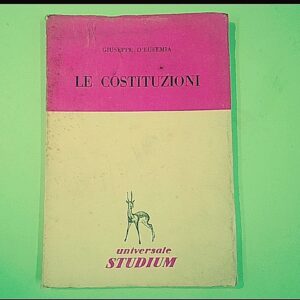 GIUSEPPE D'EUFEMIA
LE COSTITUZIONI
universale
STUDIUM